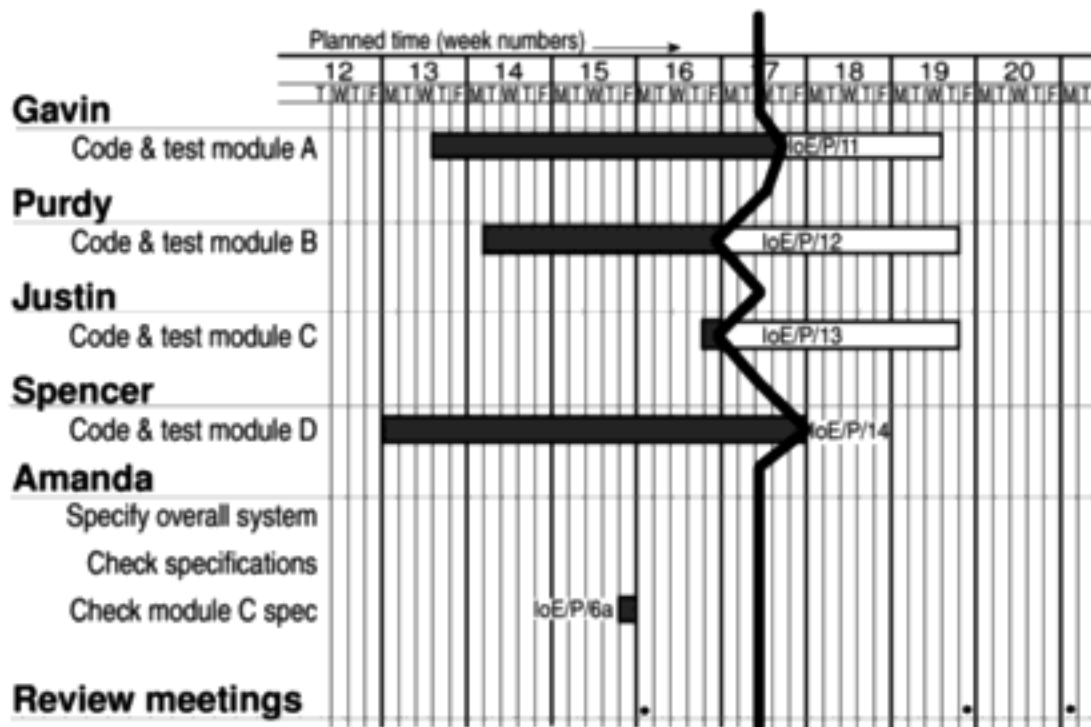 Planned time (week numbers)
12 13 14 15 16 17 18 19 20
T W T F M T W T F M T W T F M T W T F M T W T F M T W T F M T W T F M T W T F M T W T F M T
Gavin
Code & test module A IoE/P/11
Purdy
Code & test module B IoE/P/12
Justin
Code & test module C IoE/P/13
Spencer
Code & test module D IoE/P/14
Amanda
Specify overall system
Check specifications
Check module C spec IoE/P/6a
Review meetings